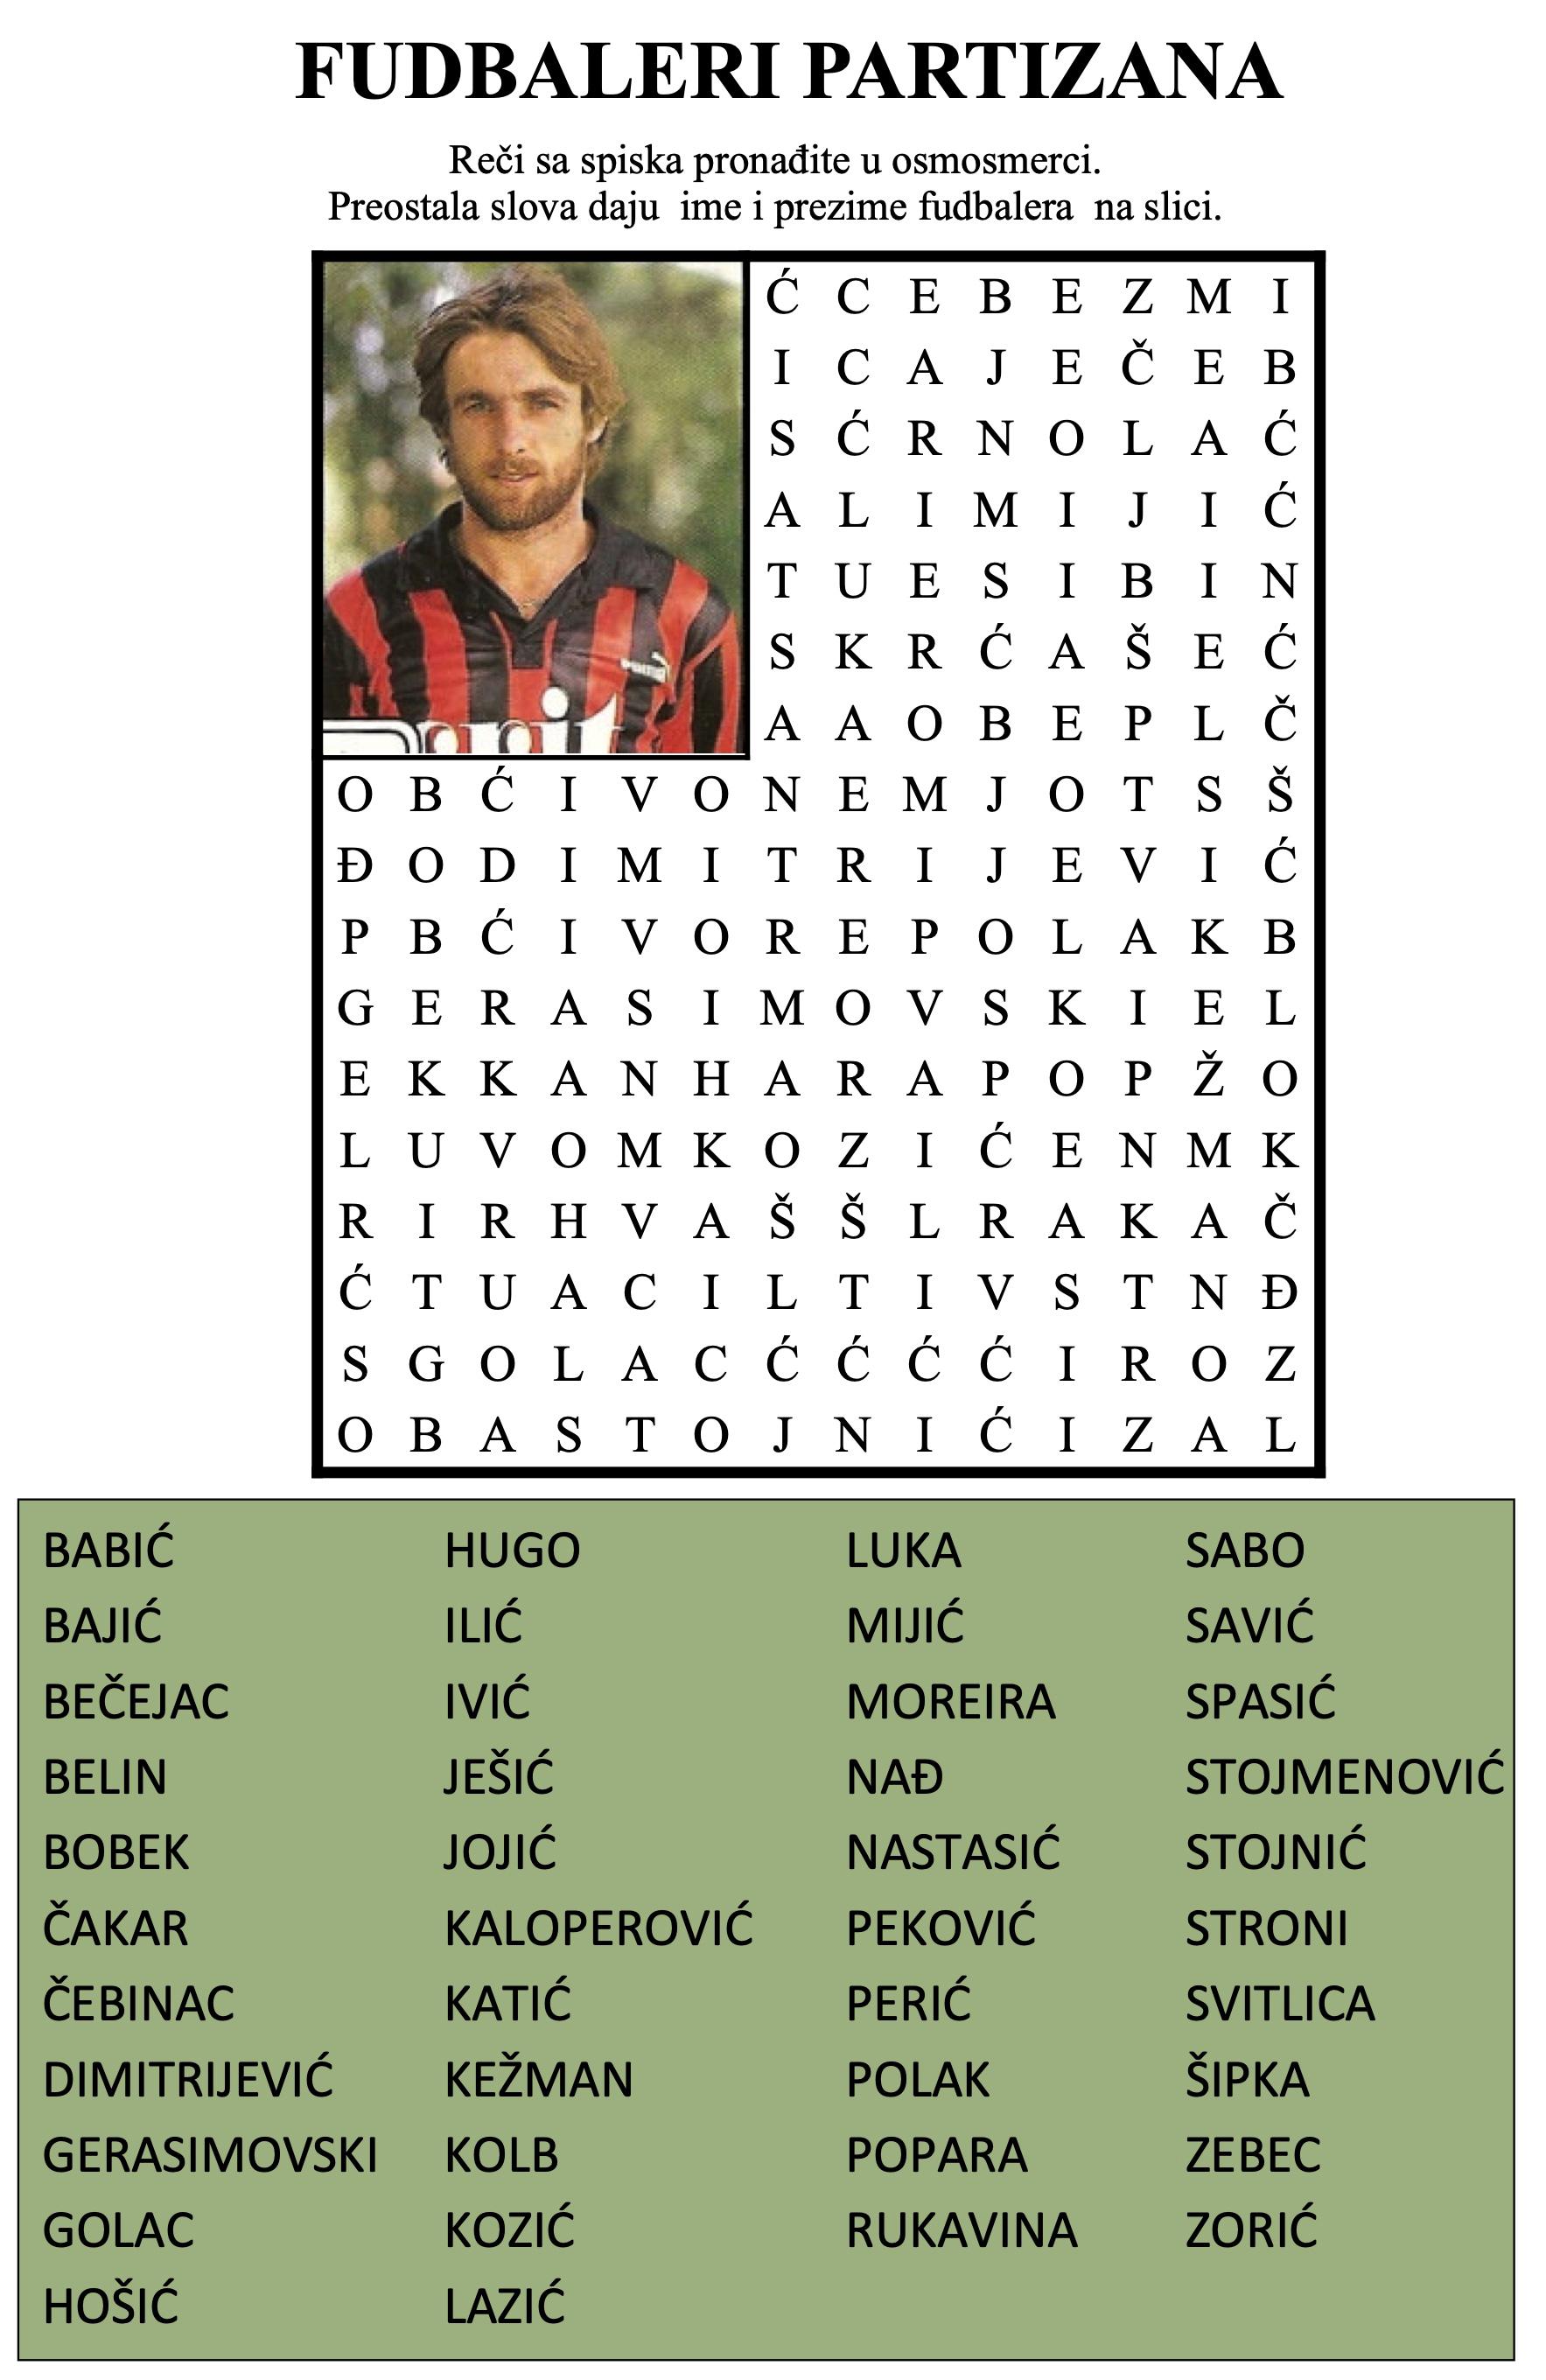 FUDBALERI PARTIZANA
Reči sa spiska pronađite u osmosmerci.
Preostala slova daju ime i prezime fudbalera na slici.
Ć C E B E Z M I
I C A J E Č E B
S Ć R N O L A Ć
A L I M I J I Ć
T U E S I B I N
S K R Ć A Š E Ć
A A O B E P L Č
O B Ć I V O N E M J O T S Š
Đ O D I M I T R I J E V I Ć
P B Ć I V O R E P O L A K B
G E R A S I M O V S K I E L
E K K A N H A R A P O P Ž O
L U V O M K O Z I Ć E N M K
R I R H V A Š Š L R A K A Č
Ć T U A C I L T I V S T N Đ
S G O L A C Ć Ć Ć Ć I R O Z
O B A S T O J N I Ć I Z A L
BABIĆ HUGO LUKA SABO
BAJIĆ ILIĆ MIJIĆ SAVIĆ
BEČEJAC IVIĆ MOREIRA SPASIĆ
BELIN JEŠIĆ NAĐ STOJMENOVIĆ
BOBEK JOJIĆ NASTASIĆ STOJNIĆ
ČAKAR KALOPEROVIĆ PEKOVIĆ STRONI
ČEBINAC KATIĆ PERIĆ SVITLICA
DIMITRIJEVIĆ KEŽMAN POLAK ŠIPKA
GERASIMOVSKI KOLB POPARA ZEBEC
GOLAC KOZIĆ RUKAVINA ZORIĆ
HOŠIĆ LAZIĆ